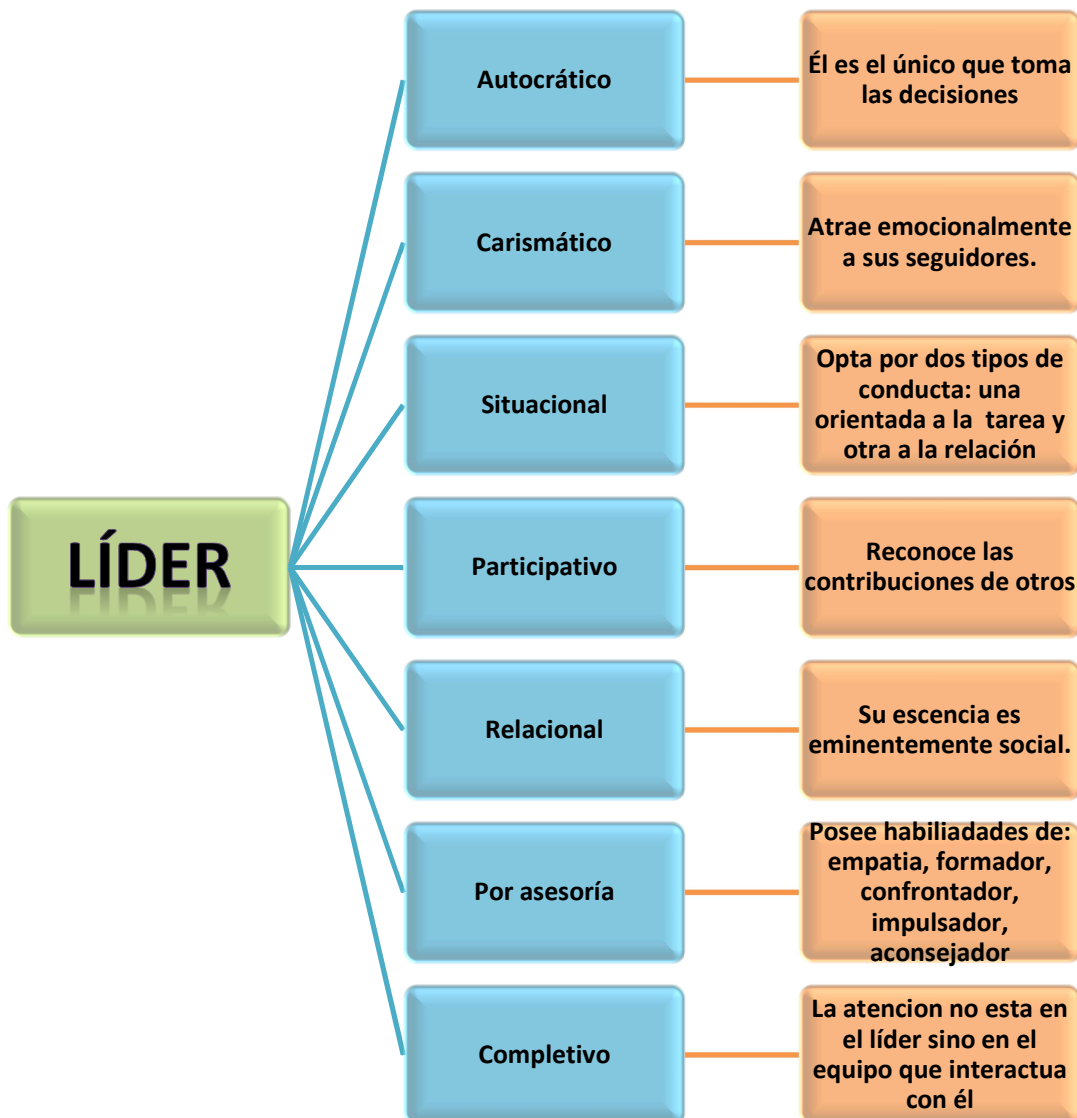 LÍDER
Autocrático
Él es el único que toma
las decisiones
Carismático
Atrae emocionalmente
a sus seguidores.
Situacional
Opta por dos tipos de
conducta: una
orientada a la tarea y
otra a la relación
Participativo
Reconoce las
contribuciones de otros
Relacional
Su escencia es
eminentemente social.
Por asesoría
Posee habiliadades de:
empatia, formador,
confrontador,
impulsador,
aconsejador
Completivo
La atencion no esta en
el líder sino en el
equipo que interactua
con él